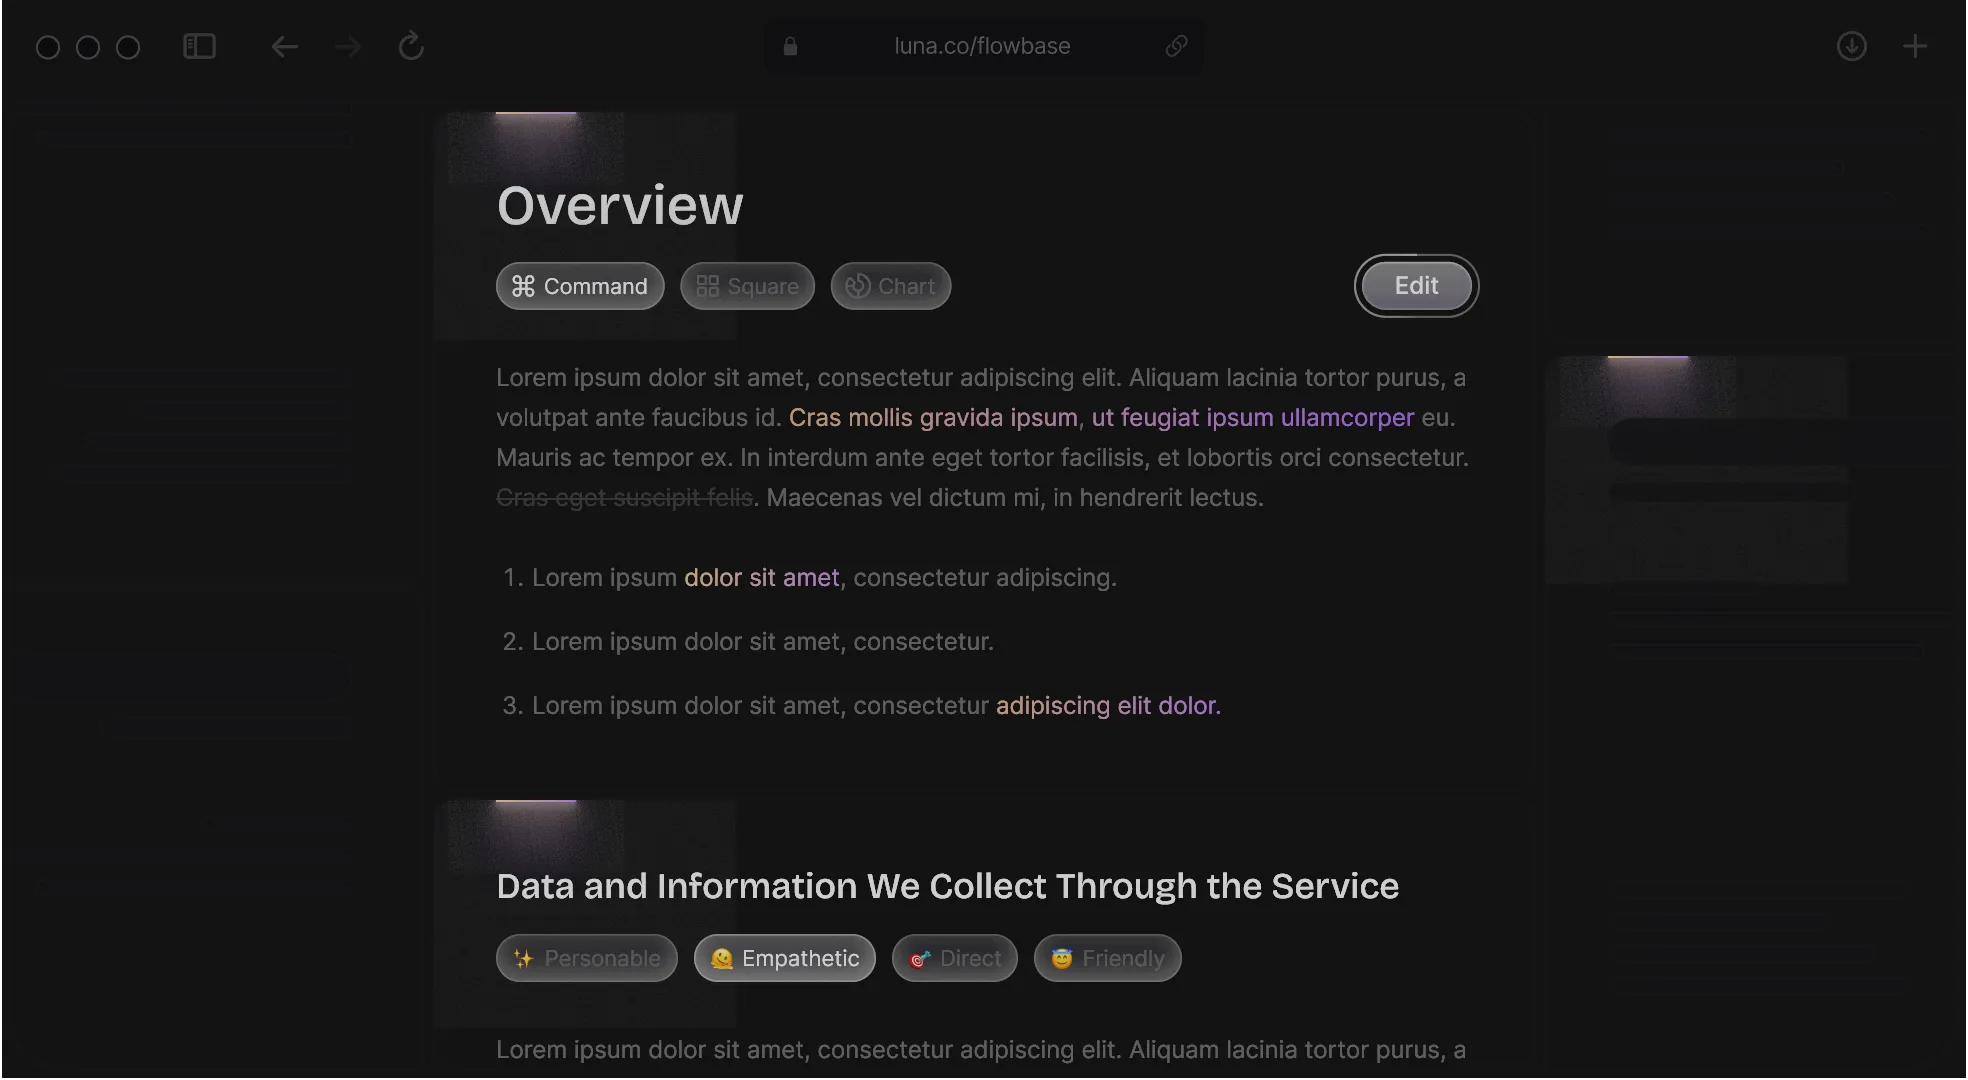 luna.co/flowbase
Overview
Command Square Chart Edit
Lorem ipsum dolor sit amet, consectetur adipiscing elit. Aliquam lacinia tortor purus, a
volutpat ante faucibus id. Cras mollis gravida ipsum, ut feugiat ipsum ullamcorper eu.
Mauris ac tempor ex. In interdum ante eget tortor facilisis, et lobortis orci consectetur.
Cras eget suscipit felis. Maecenas vel dictum mi, in hendrerit lectus.
1. Lorem ipsum dolor sit amet, consectetur adipiscing.
2. Lorem ipsum dolor sit amet, consectetur.
3. Lorem ipsum dolor sit amet, consectetur adipiscing elit dolor.
Data and Information We Collect Through the Service
Personable Empathetic Direct Friendly
Lorem ipsum dolor sit amet, consectetur adipiscing elit. Aliquam lacinia tortor purus, a